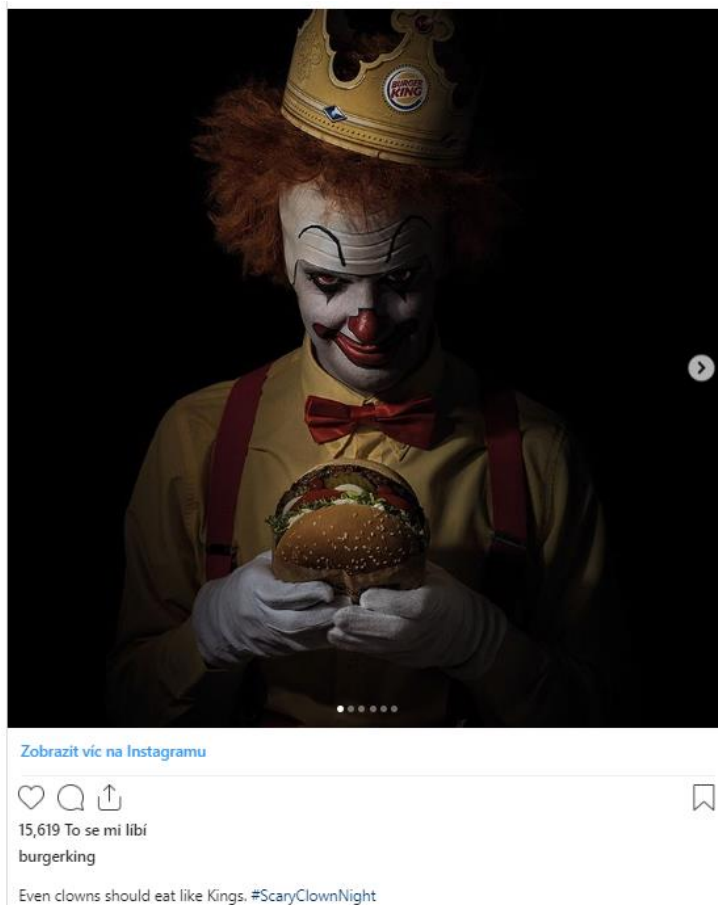 BURGER
KING
Zobrazit víc na Instagramu
15,619 To se mi líbí
burgerking
Even clowns should eat like Kings. #ScaryClownNight